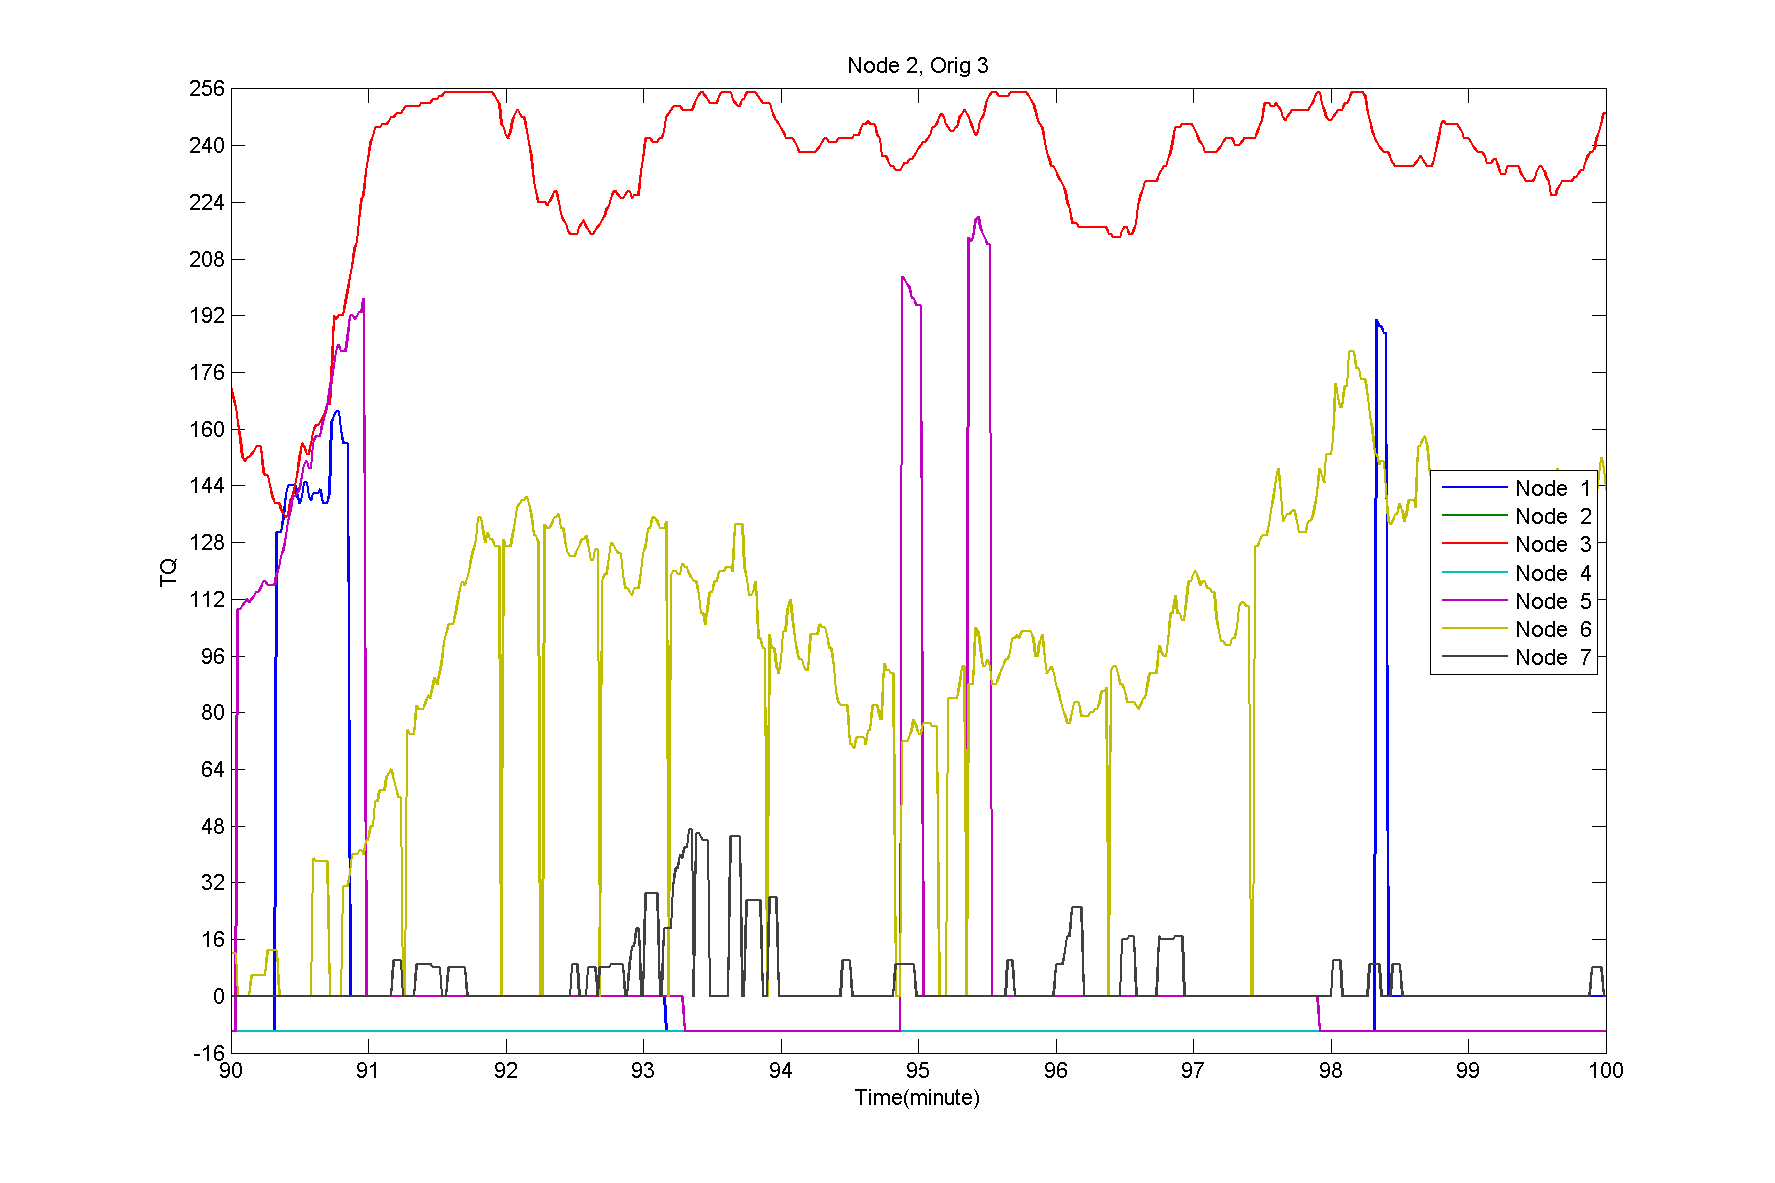 Node 2, Orig 3
256
240
224
208
192
176
160
144
128
112
96
80
64
48
32
16
0
-16
TQ
Node 1
Node 2
Node 3
Node 4
Node 5
Node 6
Node 7
90 91 92 93 94 95 96 97 98 99 100
Time(minute)